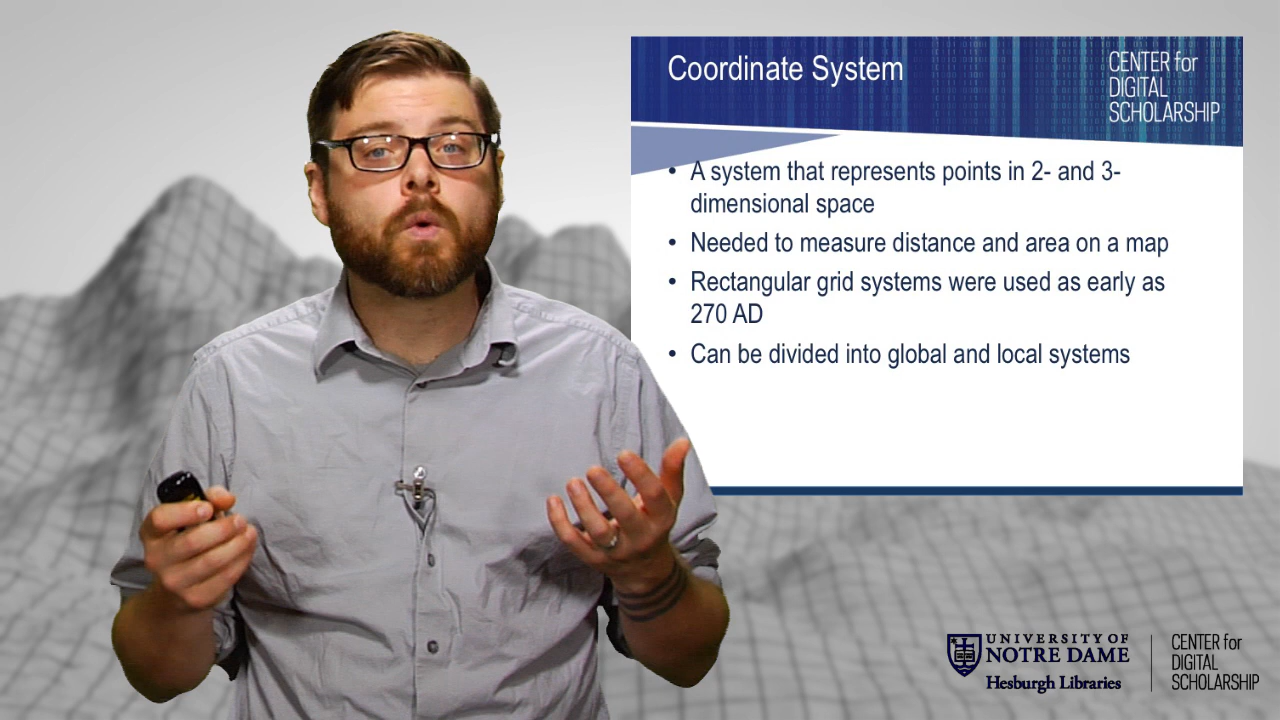 Coordinate System
CENTER for
DIGITAL
SCHOLARSHIP
• A system that represents points in 2- and 3-
dimensional space
• Needed to measure distance and area on a map
• Rectangular grid systems were used as early as
270 AD
• Can be divided into global and local systems
UNIVERSITY OF
NOTRE DAME
Hesburgh Libraries
CENTER for
DIGITAL
SCHOLARSHIP